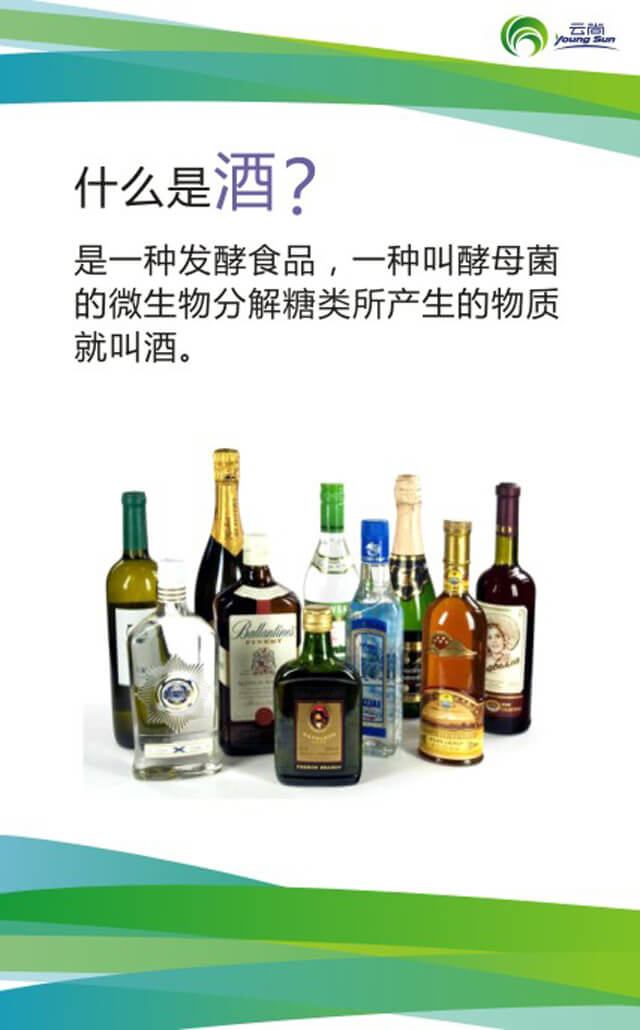 云尚
Young Sun
什么是酒？
是一种发酵食品，一种叫酵母菌
的微生物分解糖类所产生的物质
就叫酒。
Ballantine's
FINEST
FRENCH BRANDY